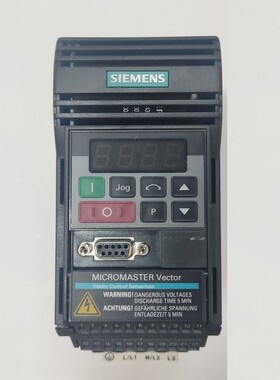 SIEMENS
I Jog
O P
MICROMASTER Vector
Vector Control Sensorless
WARNING! DANGEROUS VOLTAGES
DISCHARGE TIME 5 MIN
ACHTUNG! GEFÄHRLICHE SPANNUNG
ENTLADEZEIT 5 MIN
L/L1 N/L2 L3